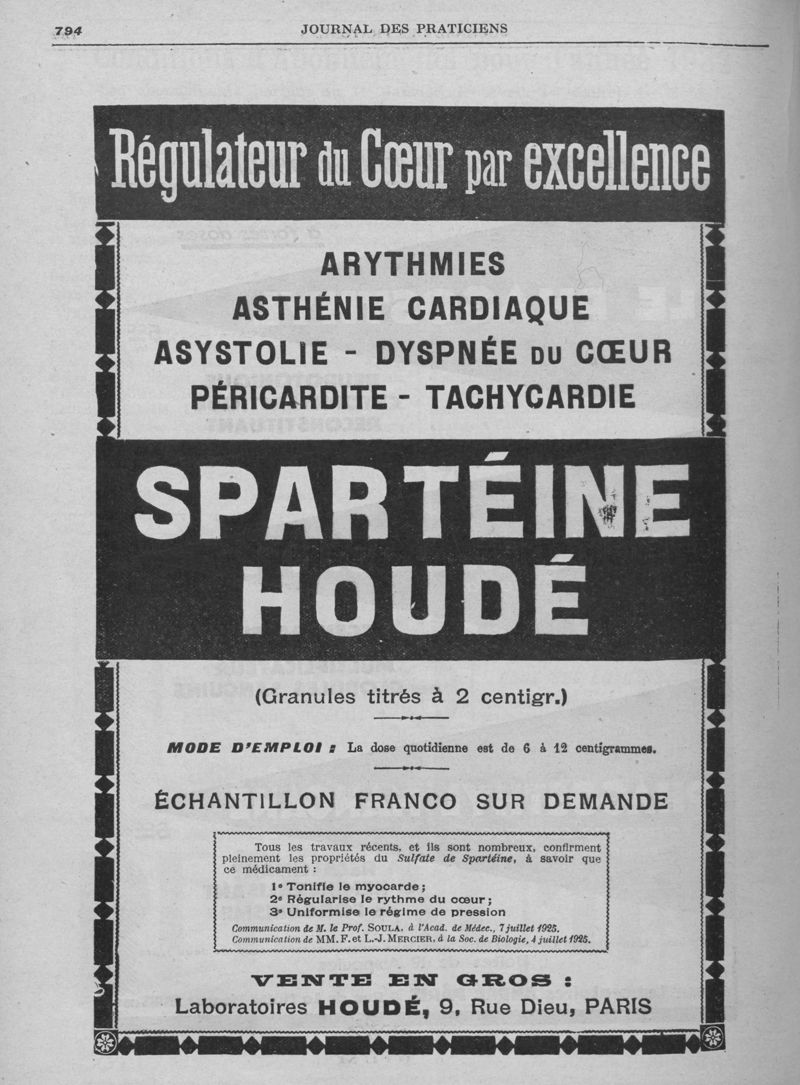 794
JOURNAL DES PRATICIENS
Régulateur du Cœur par excellence
ARYTHMIES
ASTHÉNIE CARDIAQUE
ASYSTOLIE - DYSPNÉE DU CŒUR
PÉRICARDITE - TACHYCARDIE
SPARTÉINE
HOUDÉ
(Granules titrés à 2 centigr.)
MODE D'EMPLOI : La dose quotidienne est de 6 à 12 centigrammes.
ÉCHANTILLON FRANCO SUR DEMANDE
Tous les travaux récents, et ils sont nombreux, confirment
pleinement les propriétés du Sulfate de Spartéine, à savoir que
ce médicament :
1° Tonifie le myocarde ;
2° Régularise le rythme du cœur ;
3° Uniformise le régime de pression
Communication de M. le Prof. SOULA, à l'Acad. de Médec., 7 juillet 1925.
Communication de MM. F. et L.-J. MERCIER, à la Soc. de Biologie, 4 juillet 1925.
VENTE EN GROS :
Laboratoires HOUDÉ, 9, Rue Dieu, PARIS